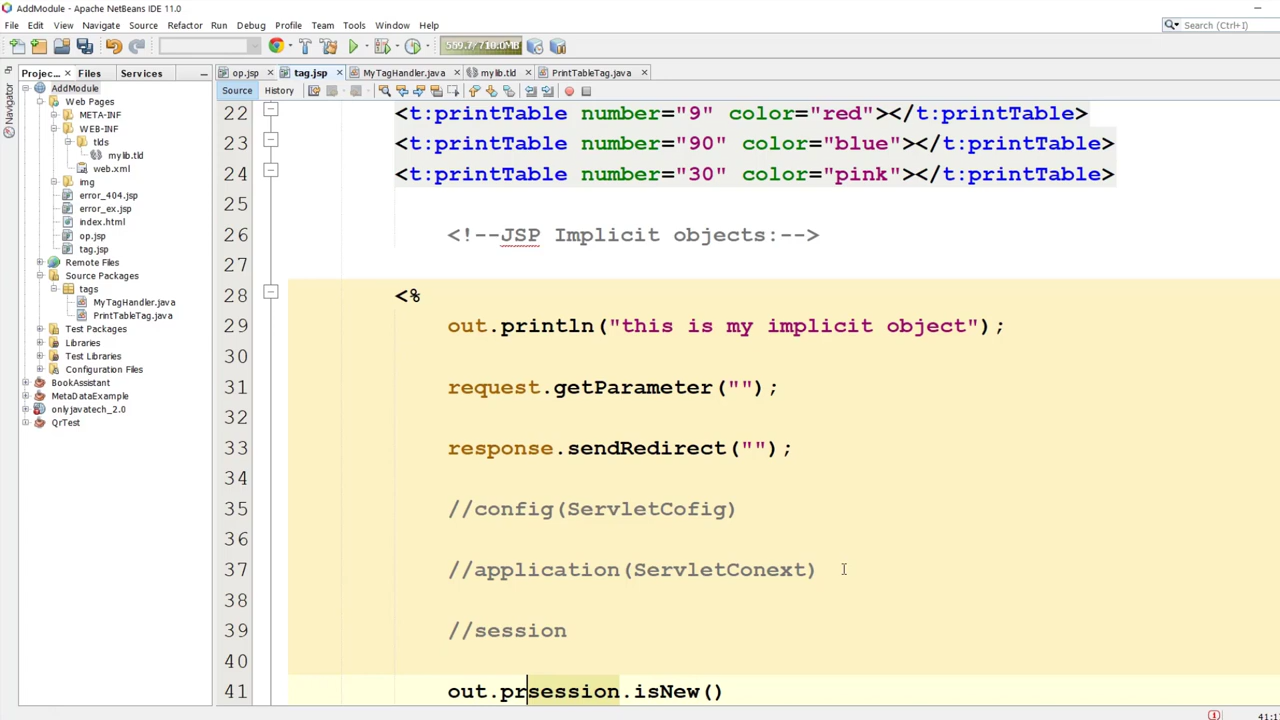 AddModule - Apache NetBeans IDE 11.0
File Edit View Navigate Source Refactor Run Debug Profile Team Tools Window Help
Search (Ctrl+I)
559.7/710.0MB
Projec... Files Services
op.jsp tag.jsp MyTagHandler.java mylib.tld PrintTableTag.java
Source History
Navigator
AddModule
Web Pages
META-INF
WEB-INF
tlds
mylib.tld
web.xml
img
error_404.jsp
error_ex.jsp
index.html
op.jsp
tag.jsp
Remote Files
Source Packages
tags
MyTagHandler.java
PrintTableTag.java
Test Packages
Libraries
Test Libraries
Configuration Files
BookAssistant
MetaDataExample
onlyjavatech_2.0
QrTest
22 <t:printTable number="9" color="red"></t:printTable>
23 <t:printTable number="90" color="blue"></t:printTable>
24 <t:printTable number="30" color="pink"></t:printTable>
25
26 <!--JSP Implicit objects:-->
27
28 <%
29 out.println("this is my implicit object");
30
31 request.getParameter("");
32
33 response.sendRedirect("");
34
35 //config(ServletCofig)
36
37 //application(ServletConext)
38
39 //session
40
41 out.prsession.isNew()